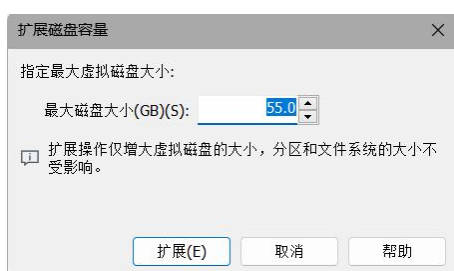 扩展磁盘容量
指定最大虚拟磁盘大小:
最大磁盘大小(GB)(S): 55.0
扩展操作仅增大虚拟磁盘的大小，分区和文件系统的大小不
受影响。
扩展(E) 取消 帮助